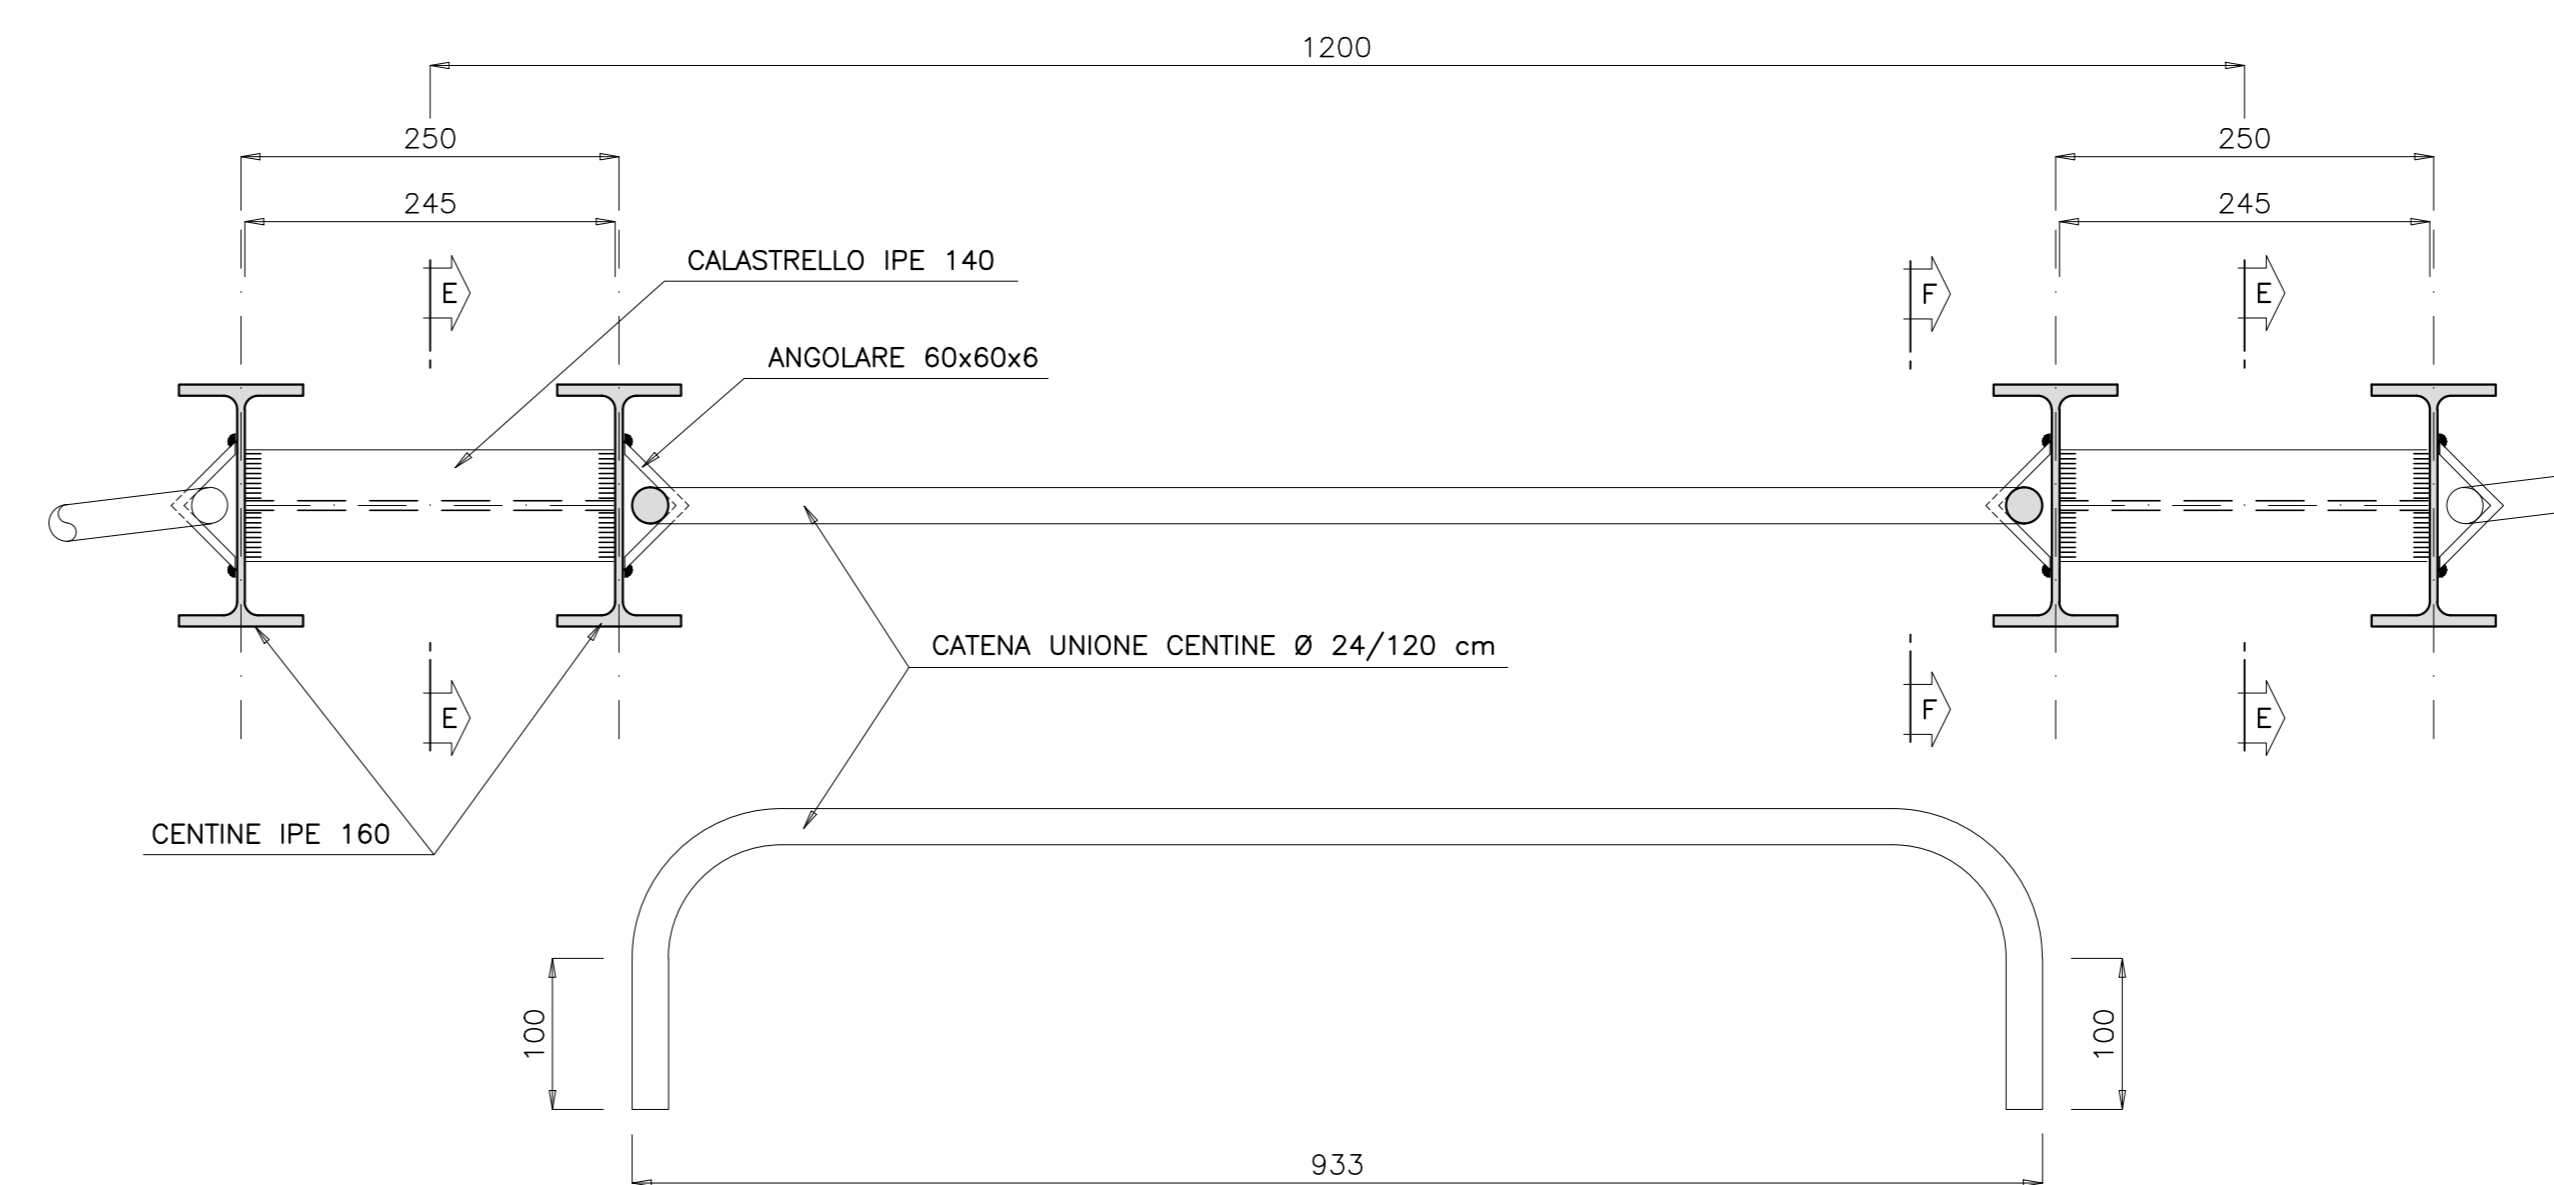 1200
250
250
245
245
CALASTRELLO IPE 140
E
F
E
ANGOLARE 60x60x6
CATENA UNIONE CENTINE Ø 24/120 cm
E
F
E
CENTINE IPE 160
100
100
933